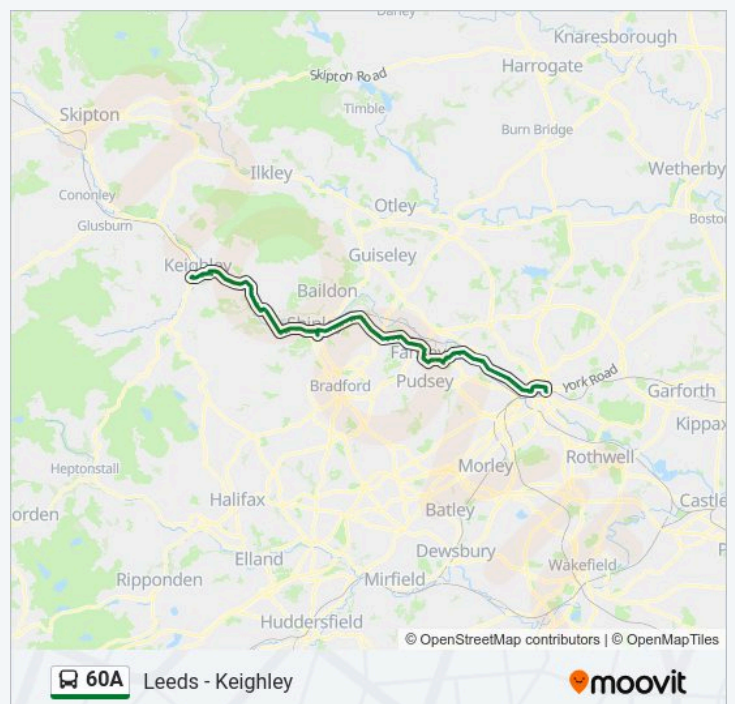 Darley
Knaresborough
Harrogate
Skipton Road
Timble
Skipton
Burn Bridge
Ilkley
Wetherby
Cononley
Otley
Glusburn
Guiseley
Keighley
Baildon
Bradford
Pudsey
York Road
Garforth
Kippax
Heptonstall
Morley
Rothwell
Halifax
Batley
orden
Castle
Elland
Dewsbury
Wakefield
Ripponden
Mirfield
Huddersfield
© OpenStreetMap contributors | © OpenMapTiles
60A Leeds - Keighley
moovit